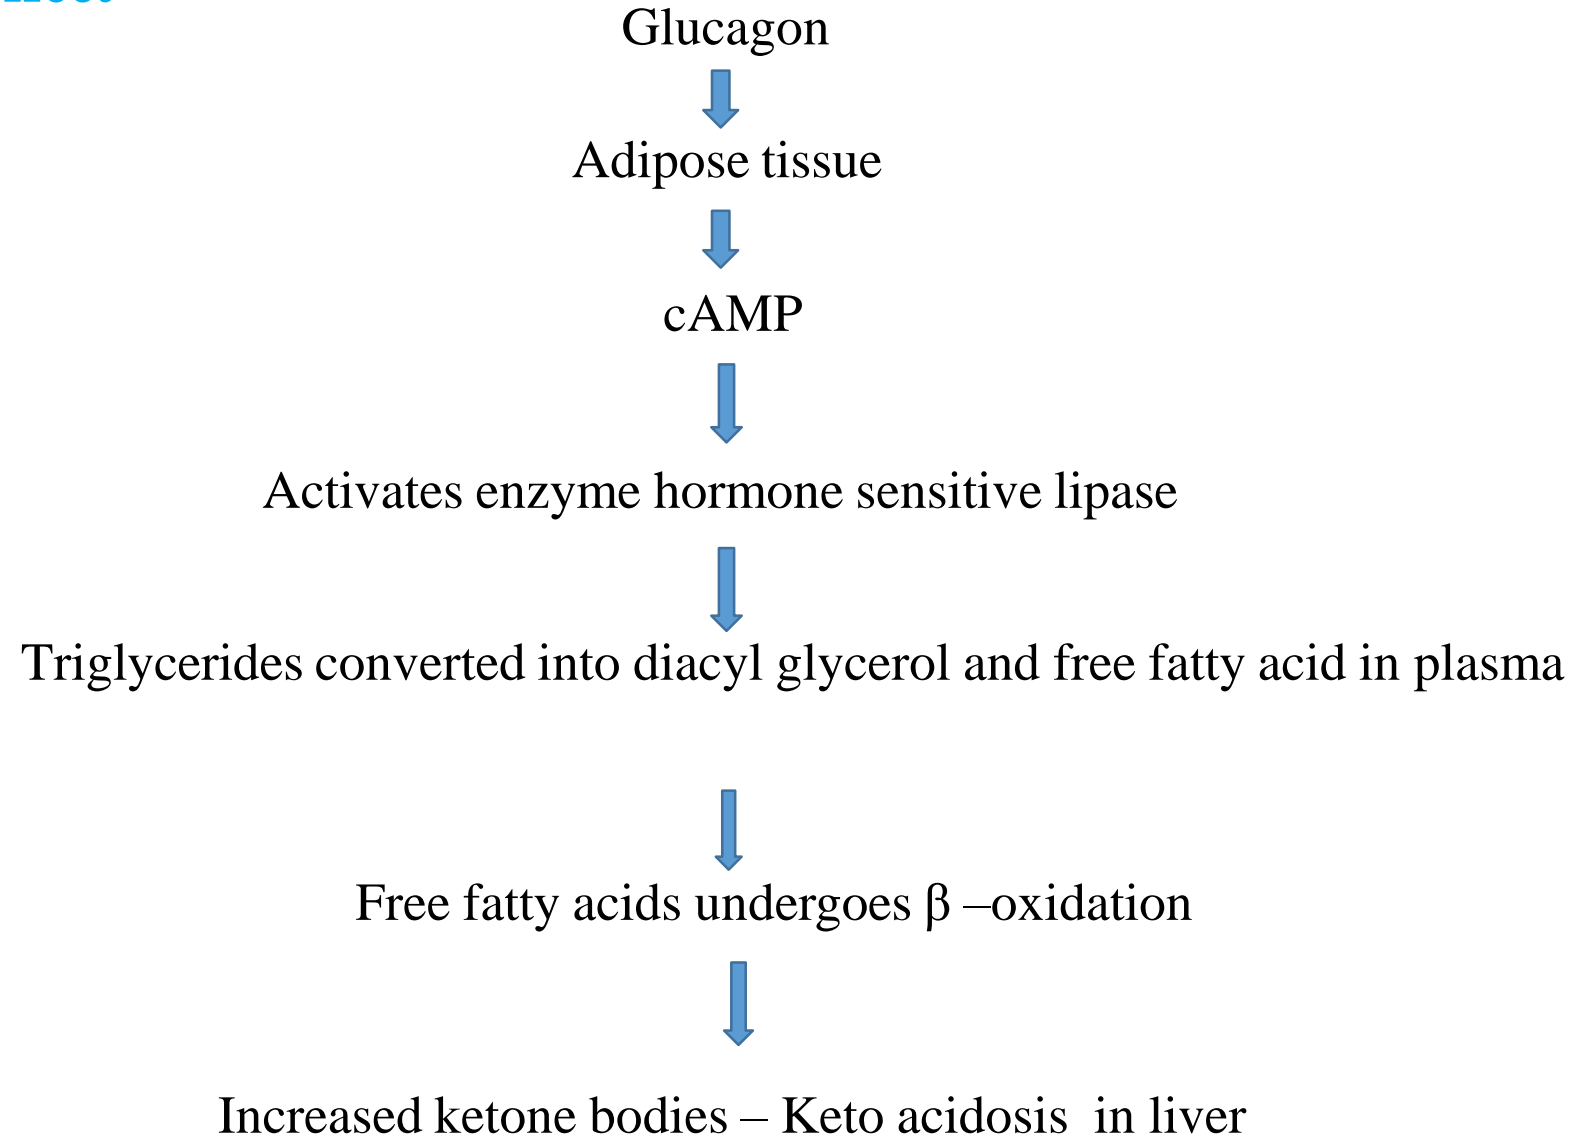 Glucagon
Adipose tissue
cAMP
Activates enzyme hormone sensitive lipase
Triglycerides converted into diacyl glycerol and free fatty acid in plasma
Free fatty acids undergoes β –oxidation
Increased ketone bodies – Keto acidosis in liver